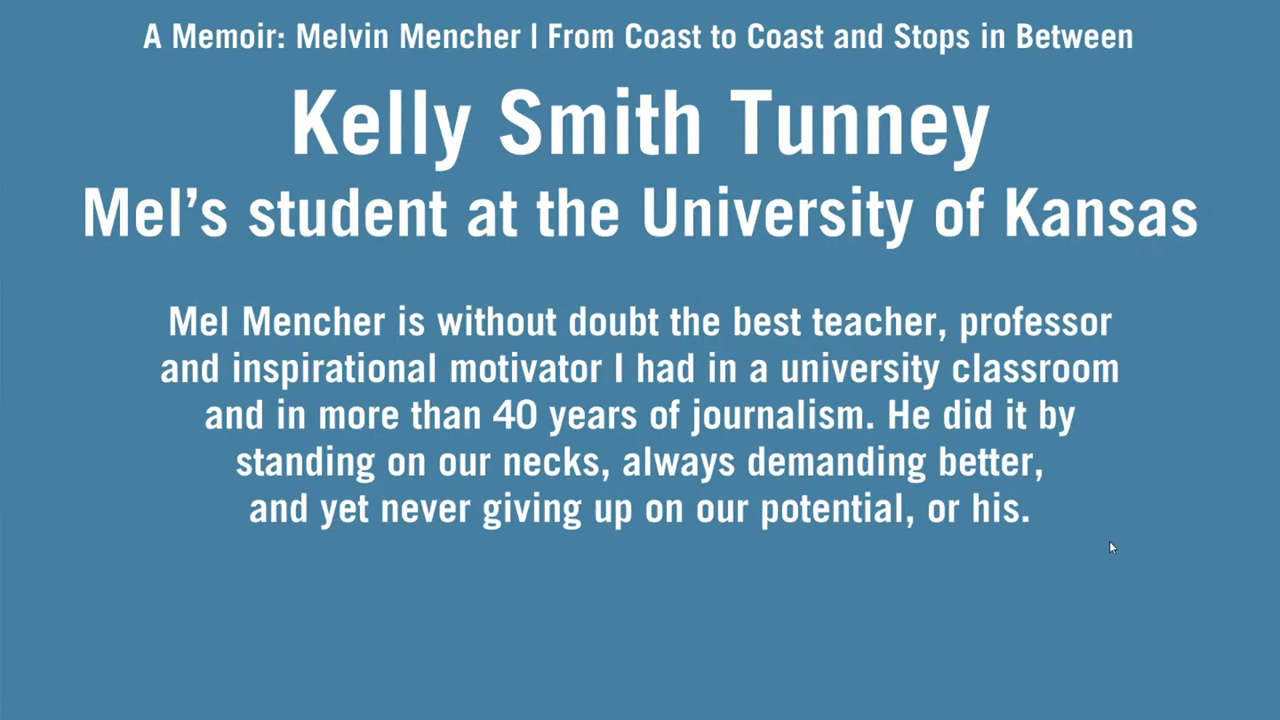 A Memoir: Melvin Mencher | From Coast to Coast and Stops in Between
Kelly Smith Tunney
Mel’s student at the University of Kansas
Mel Mencher is without doubt the best teacher, professor
and inspirational motivator I had in a university classroom
and in more than 40 years of journalism. He did it by
standing on our necks, always demanding better,
and yet never giving up on our potential, or his.